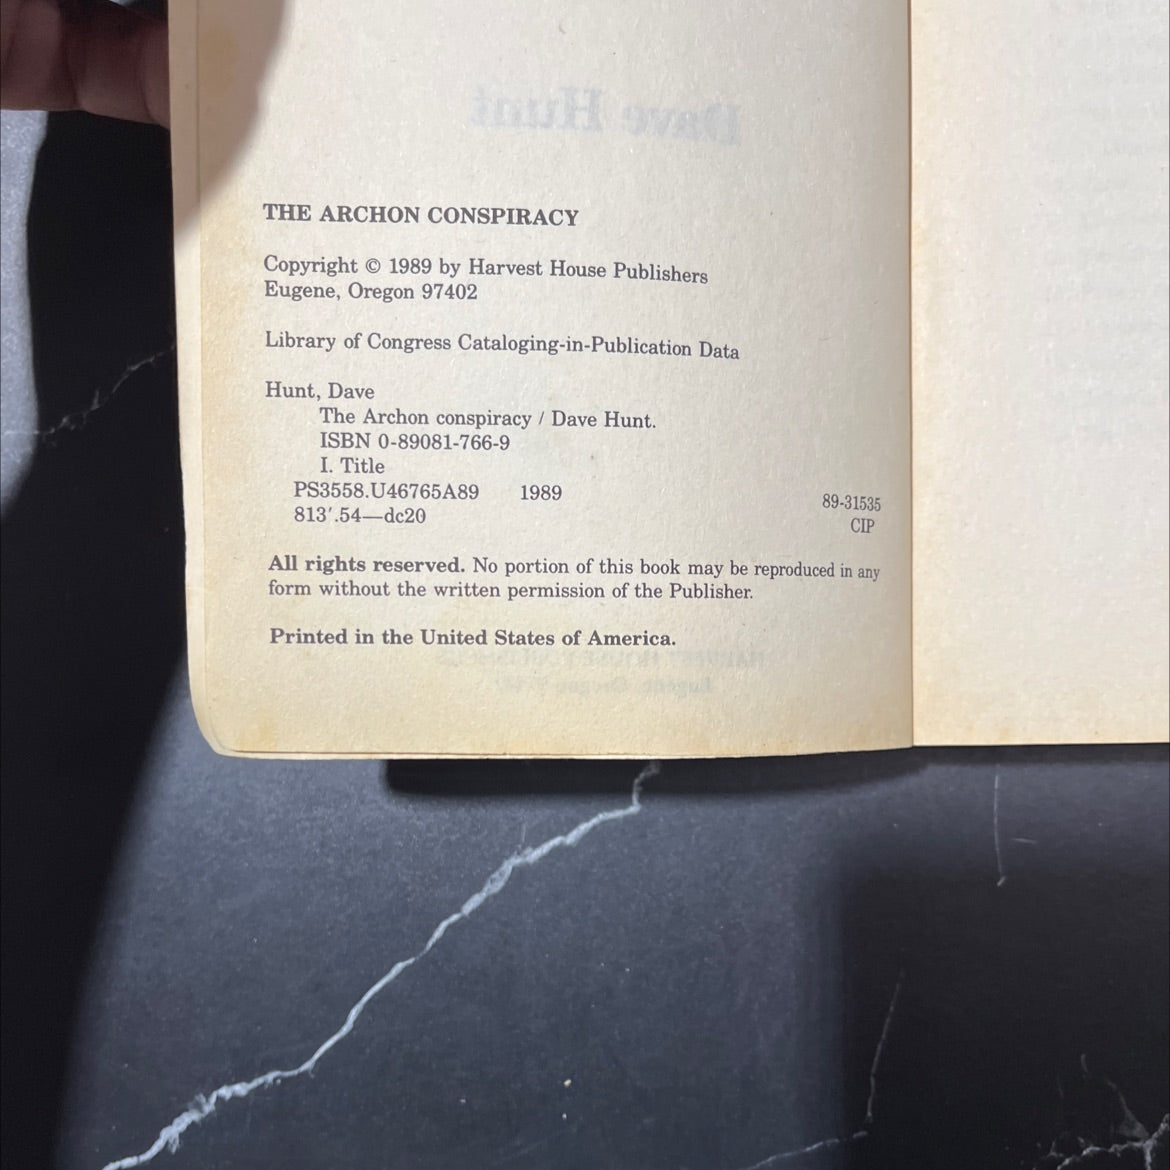 Dave Hunt
THE ARCHON CONSPIRACY
Copyright © 1989 by Harvest House Publishers
Eugene, Oregon 97402
Library of Congress Cataloging-in-Publication Data
Hunt, Dave
The Archon conspiracy / Dave Hunt.
ISBN 0-89081-766-9
I. Title
PS3558.U46765A89 1989 89-31535
813′.54—dc20 CIP
All rights reserved. No portion of this book may be reproduced in any
form without the written permission of the Publisher.
Printed in the United States of America.